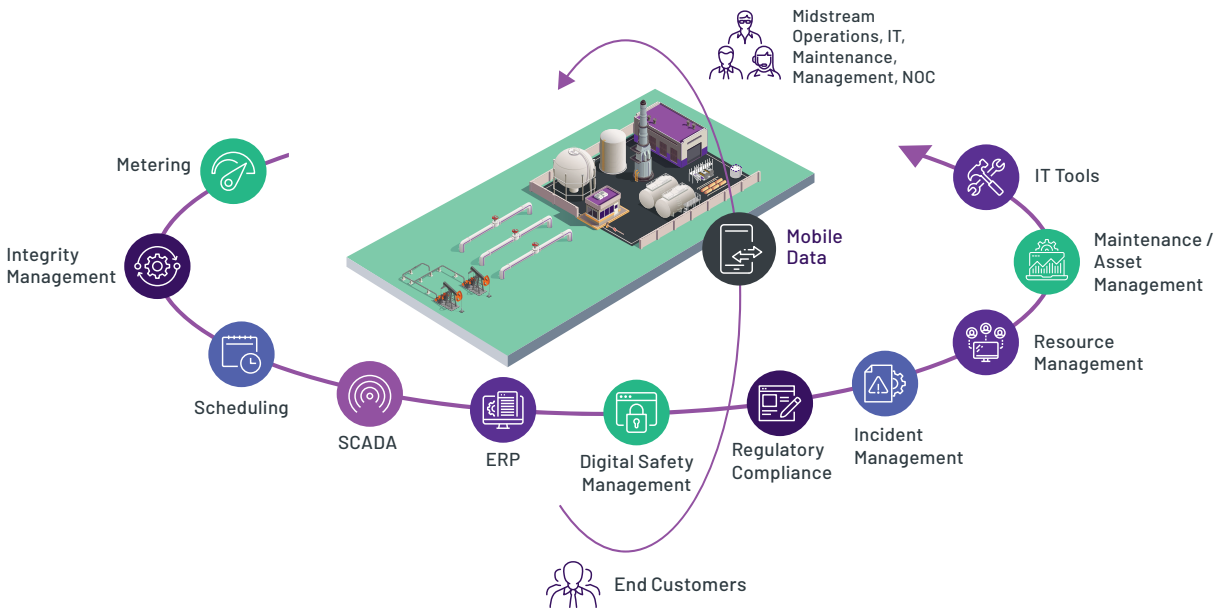 Midstream
Operations, IT,
Maintenance,
Management, NOC
Metering
Integrity
Management
Scheduling
SCADA
ERP
Digital Safety
Management
Regulatory
Compliance
Incident
Management
Resource
Management
Maintenance /
Asset
Management
IT Tools
Mobile
Data
End Customers